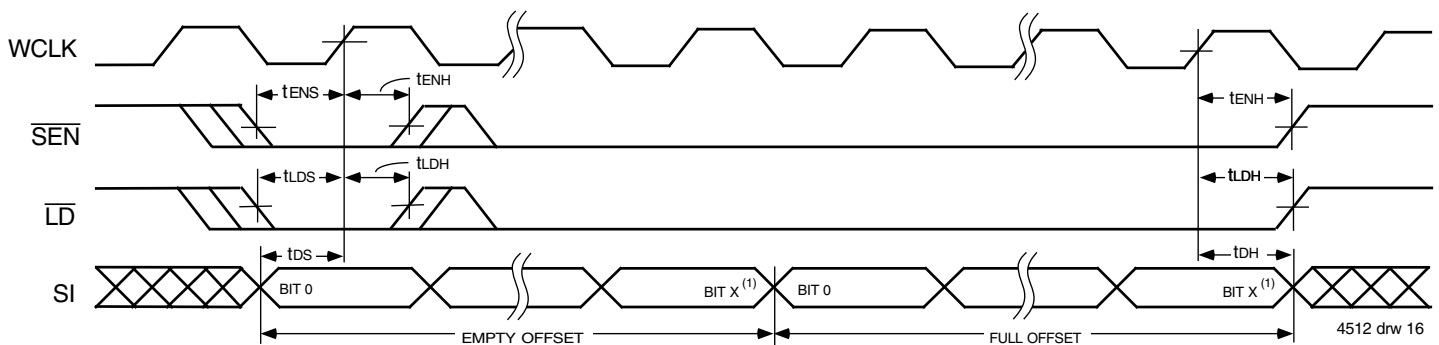 WCLK
tENS
tENH
SEN
tENH
tLDS
tLDH
LD
tLDH
tDS
tDH
SI
BIT 0
BIT X(1)
BIT 0
BIT X(1)
EMPTY OFFSET
FULL OFFSET
4512 drw 16